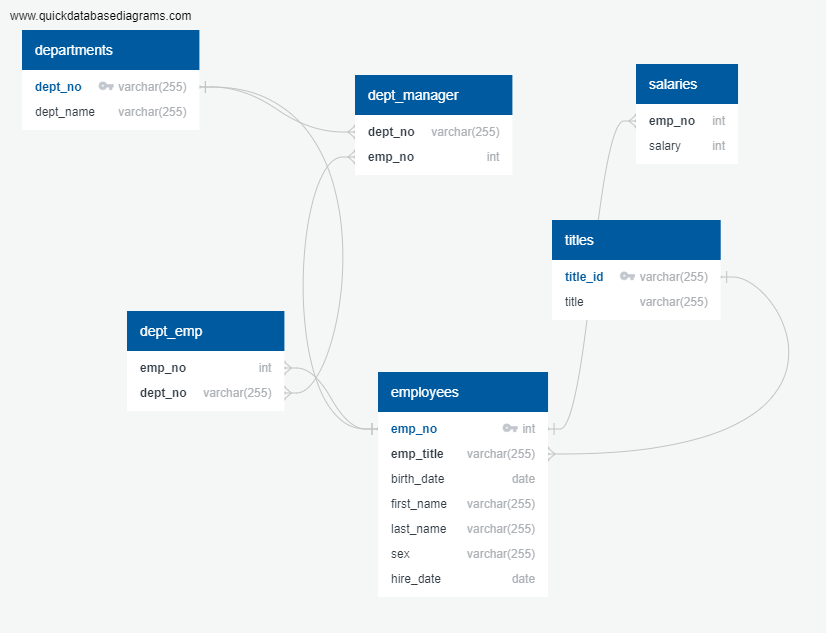 www.quickdatabasediagrams.com
departments
dept_no varchar(255)
dept_name varchar(255)
dept_manager
dept_no varchar(255)
emp_no int
salaries
emp_no int
salary int
titles
title_id varchar(255)
title varchar(255)
dept_emp
emp_no int
dept_no varchar(255)
employees
emp_no int
emp_title varchar(255)
birth_date date
first_name varchar(255)
last_name varchar(255)
sex varchar(255)
hire_date date